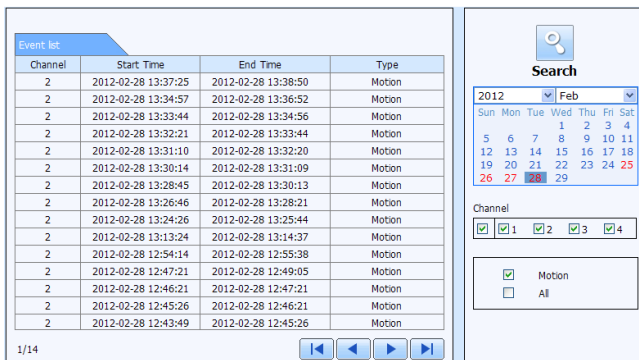 Event list
Channel Start Time End Time Type
2 2012-02-28 13:37:25 2012-02-28 13:38:50 Motion
2 2012-02-28 13:34:57 2012-02-28 13:36:52 Motion
2 2012-02-28 13:33:44 2012-02-28 13:34:56 Motion
2 2012-02-28 13:32:21 2012-02-28 13:33:44 Motion
2 2012-02-28 13:31:10 2012-02-28 13:32:20 Motion
2 2012-02-28 13:30:14 2012-02-28 13:31:09 Motion
2 2012-02-28 13:28:45 2012-02-28 13:30:13 Motion
2 2012-02-28 13:26:46 2012-02-28 13:28:21 Motion
2 2012-02-28 13:24:26 2012-02-28 13:25:44 Motion
2 2012-02-28 13:13:24 2012-02-28 13:14:37 Motion
2 2012-02-28 12:54:14 2012-02-28 12:55:38 Motion
2 2012-02-28 12:47:21 2012-02-28 12:49:05 Motion
2 2012-02-28 12:46:21 2012-02-28 12:47:21 Motion
2 2012-02-28 12:45:26 2012-02-28 12:46:21 Motion
2 2012-02-28 12:43:49 2012-02-28 12:45:26 Motion
1/14
Search
2012 Feb
Sun Mon Tue Wed Thu Fri Sat
1 2 3 4
5 6 7 8 9 10 11
12 13 14 15 16 17 18
19 20 21 22 23 24 25
26 27 28 29
Channel
1 2 3 4
Motion
All